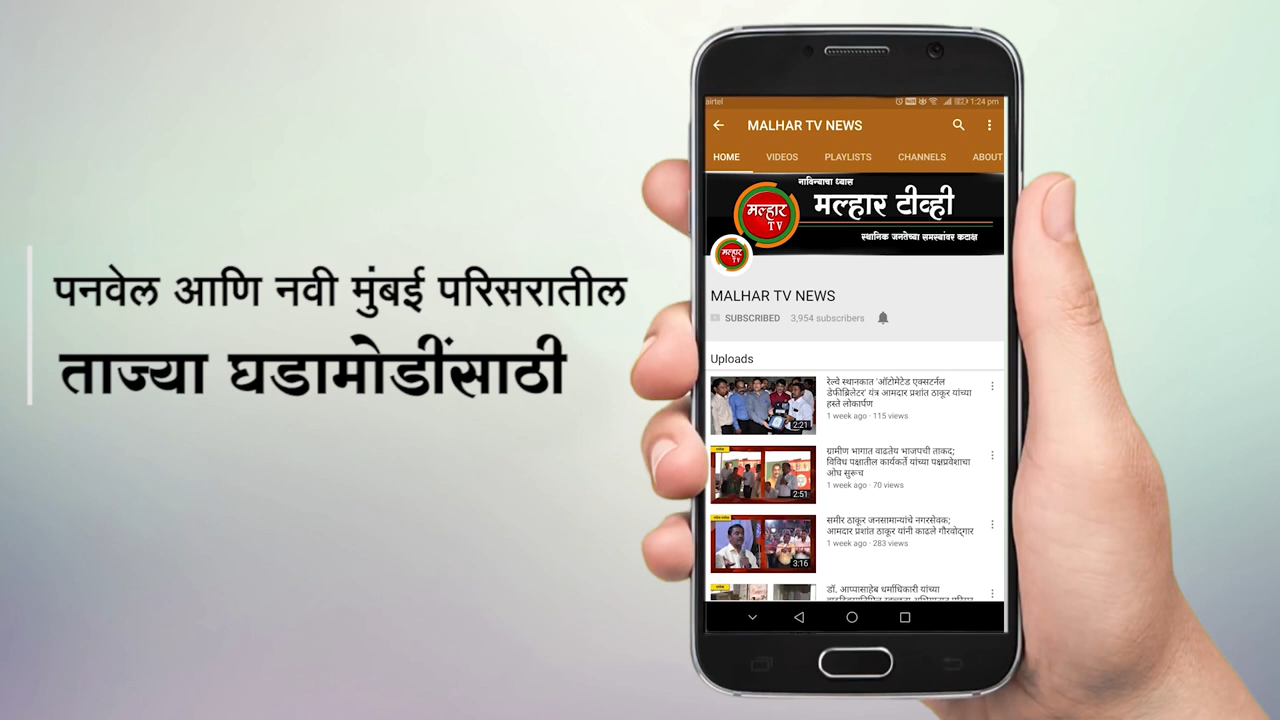 पनवेल आणि नवी मुंबई परिसरातील
ताज्या घडामोडींसाठी
airtel
1:24 pm
MALHAR TV NEWS
HOME VIDEOS PLAYLISTS CHANNELS ABOUT
नाविन्याचा ध्यास
मल्हार टीव्ही
मल्हार
TV
स्थानिक जनतेच्या समस्यांवर कटाक्ष
मल्हार
TV
MALHAR TV NEWS
SUBSCRIBED 3,954 subscribers
Uploads
रेल्वे स्थानकात 'ऑटोमेटेड एक्सटर्नल
डेफीब्रिलेटर' यंत्र आमदार प्रशांत ठाकूर यांच्या
हस्ते लोकार्पण
1 week ago · 115 views
2:21
ग्रामीण भागात वाढतेय भाजपची ताकद;
विविध पक्षातील कार्यकर्ते यांच्या पक्षप्रवेशाचा
ओघ सुरूच
1 week ago · 70 views
2:51
समीर ठाकूर जनसामान्यांचे नगरसेवक;
आमदार प्रशांत ठाकूर यांनी काढले गौरवोद्गार
1 week ago · 283 views
3:16
डॉ. आप्पासाहेब धर्माधिकारी यांच्या